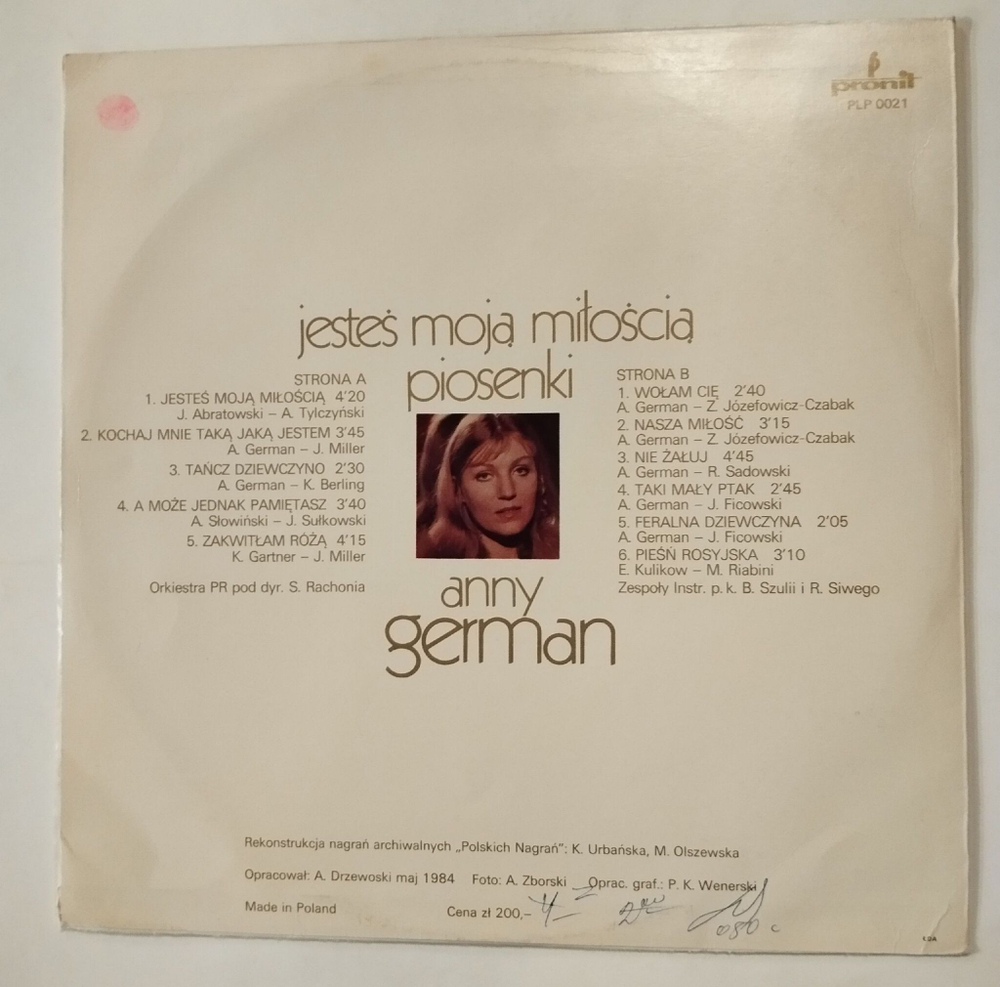 pronit
PLP 0021
jesteś moją miłością
piosenki
STRONA A
1. JESTEŚ MOJĄ MIŁOŚCIĄ 4'20
J. Abratowski – A. Tylczyński
2. KOCHAJ MNIE TAKĄ JAKĄ JESTEM 3'45
A. German – J. Miller
3. TAŃCZ DZIEWCZYNO 2'30
A. German – K. Berling
4. A MOŻE JEDNAK PAMIĘTASZ 3'40
A. Słowiński – J. Sułkowski
5. ZAKWITŁAM RÓŻĄ 4'15
K. Gartner – J. Miller
Orkiestra PR pod dyr. S. Rachonia
STRONA B
1. WOŁAM CIĘ 2'40
A. German – Z. Józefowicz-Czabak
2. NASZA MIŁOŚĆ 3'15
A. German – Z. Józefowicz-Czabak
3. NIE ŻAŁUJ 4'45
A. German – R. Sadowski
4. TAKI MAŁY PTAK 2'45
A. German – J. Ficowski
5. FERALNA DZIEWCZYNA 2'05
A. German – J. Ficowski
6. PIEŚŃ ROSYJSKA 3'10
E. Kulikow – M. Riabini
Zespoły Instr. p. k. B. Szulii i R. Siwego
anny
german
Rekonstrukcja nagrań archiwalnych „Polskich Nagrań": K. Urbańska, M. Olszewska
Opracował: A. Drzewoski maj 1984 Foto: A. Zborski Oprac. graf.: P. K. Wenerski
Made in Poland Cena zł 200,–